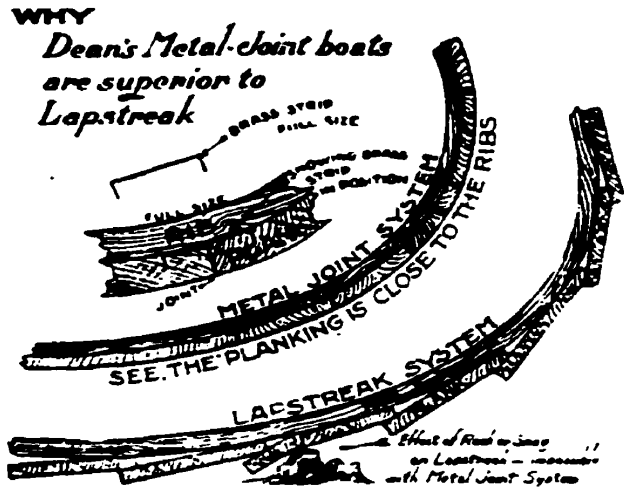 WHY
Dean's Metal-Joint boats
are superior to
Lapstreak
BRASS STRIP
FULL SIZE
SHOWING BRASS
STRIP
IN POSITION
FULL SIZE
JOINT
METAL JOINT SYSTEM
SEE. THE PLANKING IS CLOSE TO THE RIBS
LAPSTREAK SYSTEM
Effect of Rock or Snag
on Lapstreak -
with Metal Joint System